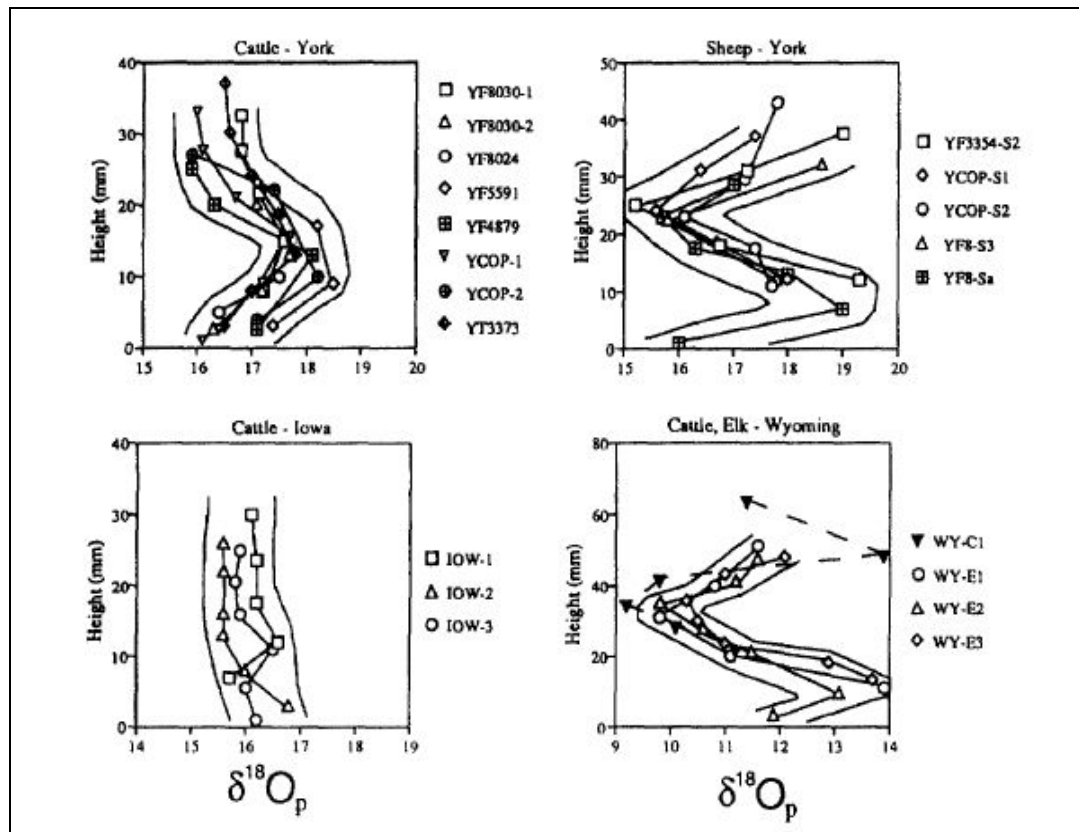 Cattle - York
Height (mm)
40
30
20
10
0
15 16 17 18 19 20
YF8030-1
YF8030-2
YF8024
YF5591
YF4879
YCOP-1
YCOP-2
YT3373
Sheep - York
Height (mm)
50
40
30
20
10
0
15 16 17 18 19 20
YF3354-S2
YCOP-S1
YCOP-S2
YF8-S3
YF8-Sa
Cattle - Iowa
Height (mm)
40
30
20
10
0
14 15 16 17 18 19
δ18Op
IOW-1
IOW-2
IOW-3
Cattle, Elk - Wyoming
Height (mm)
80
60
40
20
0
9 10 11 12 13 14
δ18Op
WY-C1
WY-E1
WY-E2
WY-E3